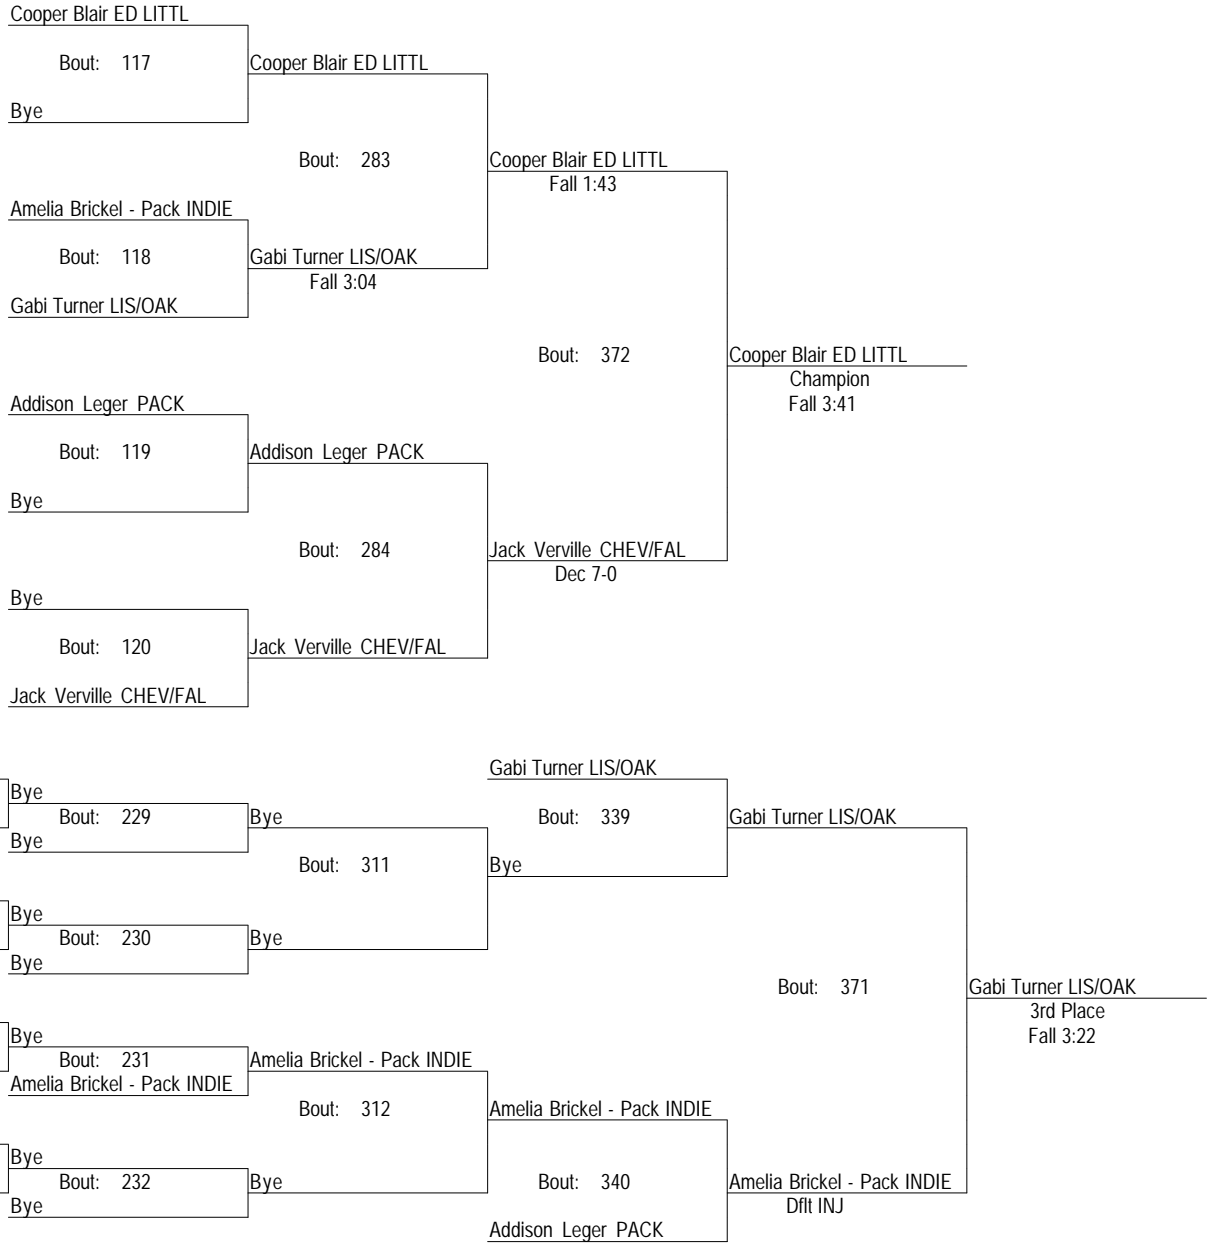 Cooper Blair ED LITTL
Bout: 117
Cooper Blair ED LITTL
Bye
Bout: 283
Cooper Blair ED LITTL
Fall 1:43
Amelia Brickel - Pack INDIE
Bout: 118
Gabi Turner LIS/OAK
Fall 3:04
Gabi Turner LIS/OAK
Bout: 372
Cooper Blair ED LITTL
Champion
Fall 3:41
Addison Leger PACK
Bout: 119
Addison Leger PACK
Bye
Bout: 284
Jack Verville CHEV/FAL
Dec 7-0
Bye
Bout: 120
Jack Verville CHEV/FAL
Jack Verville CHEV/FAL
Gabi Turner LIS/OAK
Bye
Bout: 229
Bye
Bout: 339
Gabi Turner LIS/OAK
Bye
Bout: 311
Bye
Bye
Bout: 230
Bye
Bye
Bout: 371
Gabi Turner LIS/OAK
3rd Place
Fall 3:22
Bye
Bout: 231
Amelia Brickel - Pack INDIE
Amelia Brickel - Pack INDIE
Bout: 312
Amelia Brickel - Pack INDIE
Bye
Bout: 232
Bye
Bout: 340
Amelia Brickel - Pack INDIE
Dflt INJ
Bye
Addison Leger PACK